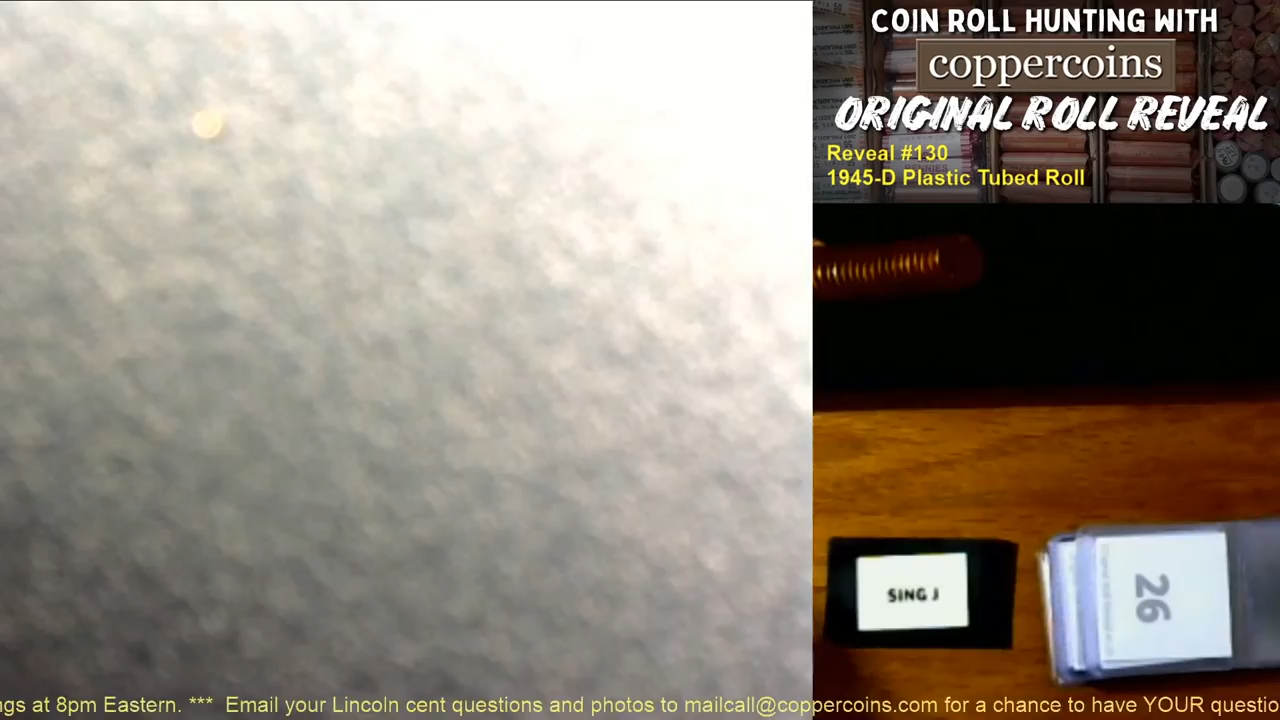 COIN ROLL HUNTING WITH
coppercoins
ORIGINAL ROLL REVEAL
Reveal #130
1945-D Plastic Tubed Roll
SING J
26
ngs at 8pm Eastern. *** Email your Lincoln cent questions and photos to mailcall@coppercoins.com for a chance to have YOUR questio